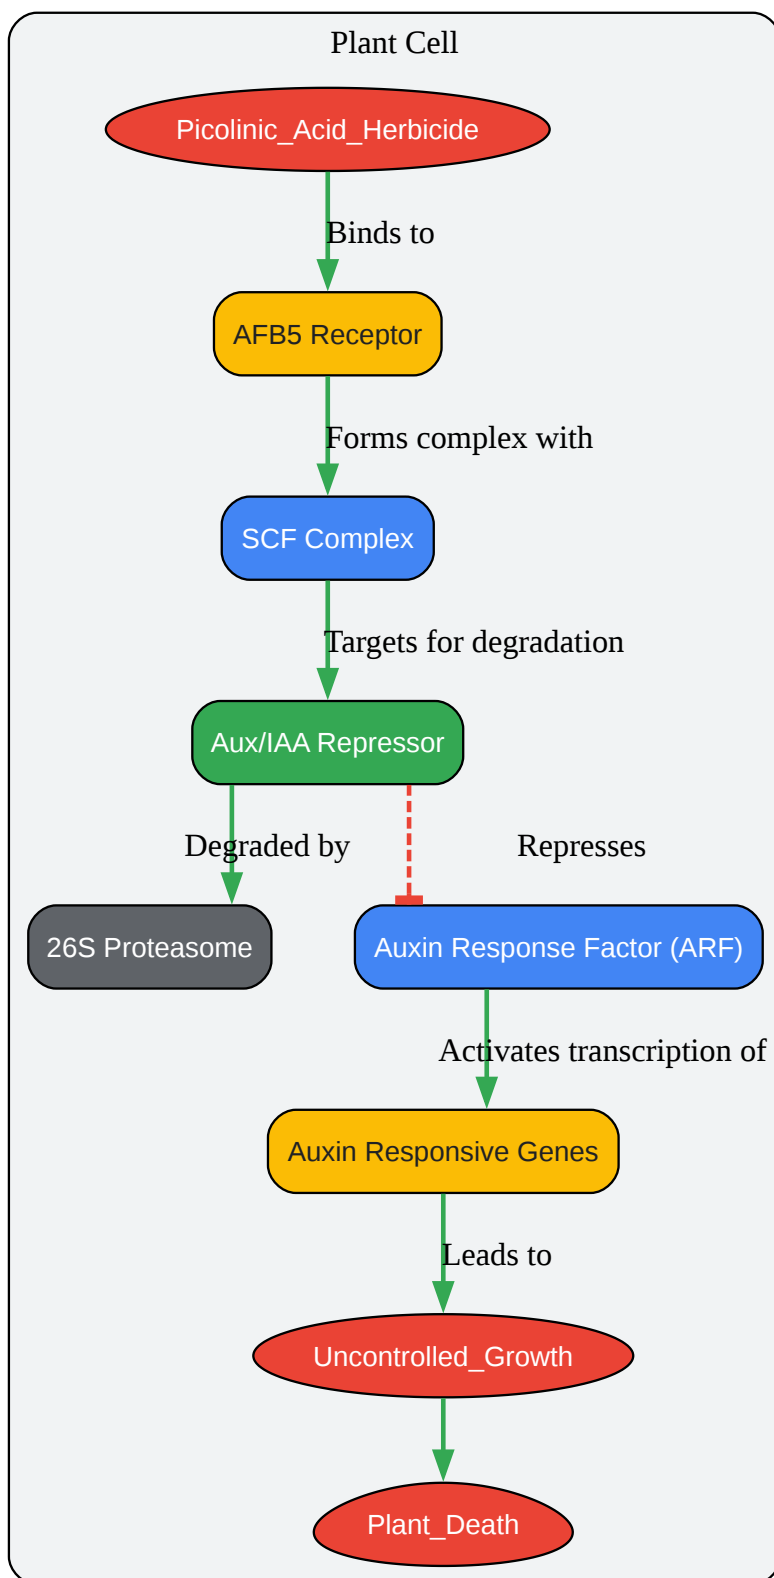 Plant Cell
Picolinic_Acid_Herbicide
Binds to
AFB5 Receptor
Forms complex with
SCF Complex
Targets for degradation
Aux/IAA Repressor
Degraded by
Represses
26S Proteasome
Auxin Response Factor (ARF)
Activates transcription of
Auxin Responsive Genes
Leads to
Uncontrolled_Growth
Plant_Death